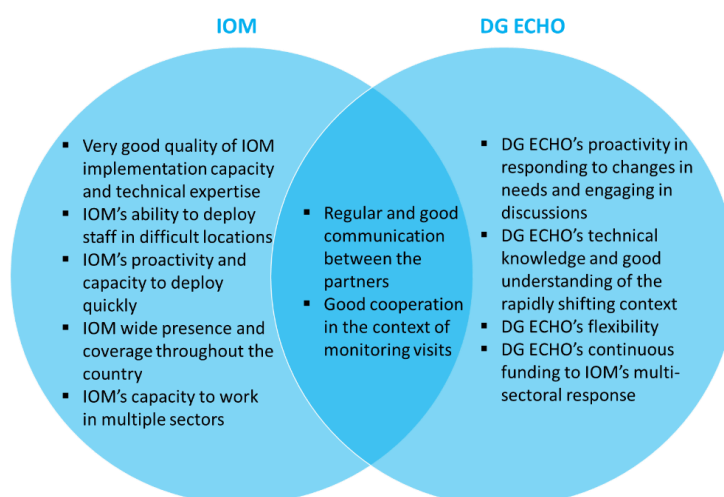 IOM
DG ECHO
▪ Very good quality of IOM
implementation capacity
and technical expertise
▪ IOM's ability to deploy
staff in difficult locations
▪ IOM's proactivity and
capacity to deploy
quickly
▪ IOM wide presence and
coverage throughout the
country
▪ IOM's capacity to work
in multiple sectors
▪ Regular and good
communication
between the
partners
▪ Good cooperation
in the context of
monitoring visits
▪ DG ECHO's proactivity in
responding to changes in
needs and engaging in
discussions
▪ DG ECHO's technical
knowledge and good
understanding of the
rapidly shifting context
▪ DG ECHO's flexibility
▪ DG ECHO's continuous
funding to IOM's multi-
sectoral response